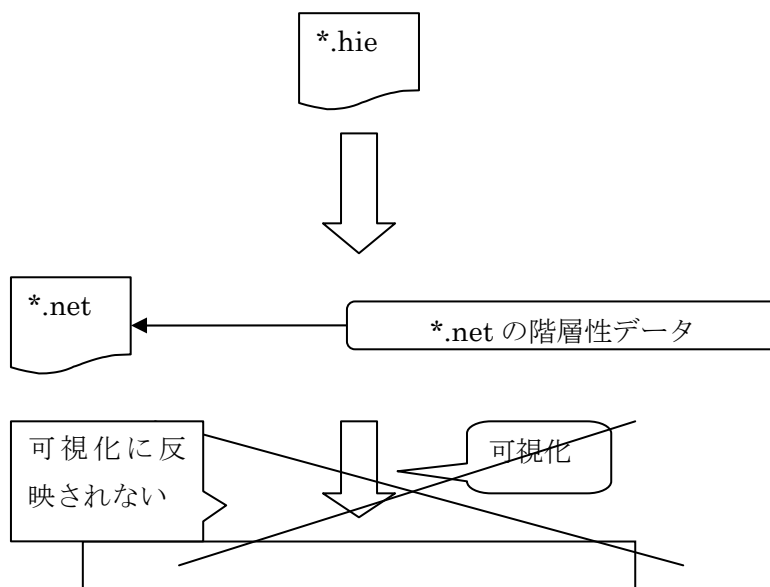 *.hie
*.net
*.net の階層性データ
可視化に反
映されない
可視化